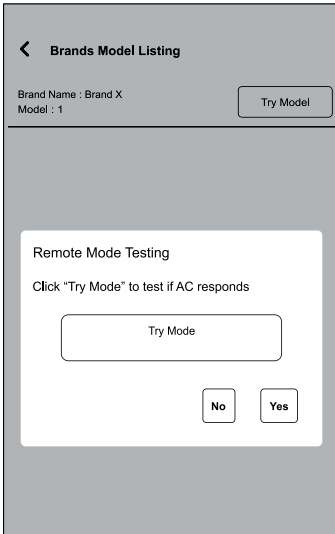 Brands Model Listing
Brand Name : Brand X
Model : 1
Try Model
Remote Mode Testing
Click “Try Mode” to test if AC responds
Try Mode
No
Yes